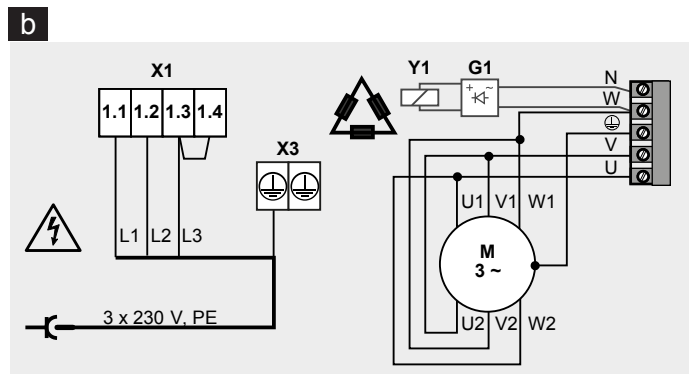 b
X1
1.1 1.2 1.3 1.4
X3
L1 L2 L3
3 x 230 V, PE
Y1 G1
+ ~
N
W
V
U
U1 V1 W1
M
3 ~
U2 V2 W2